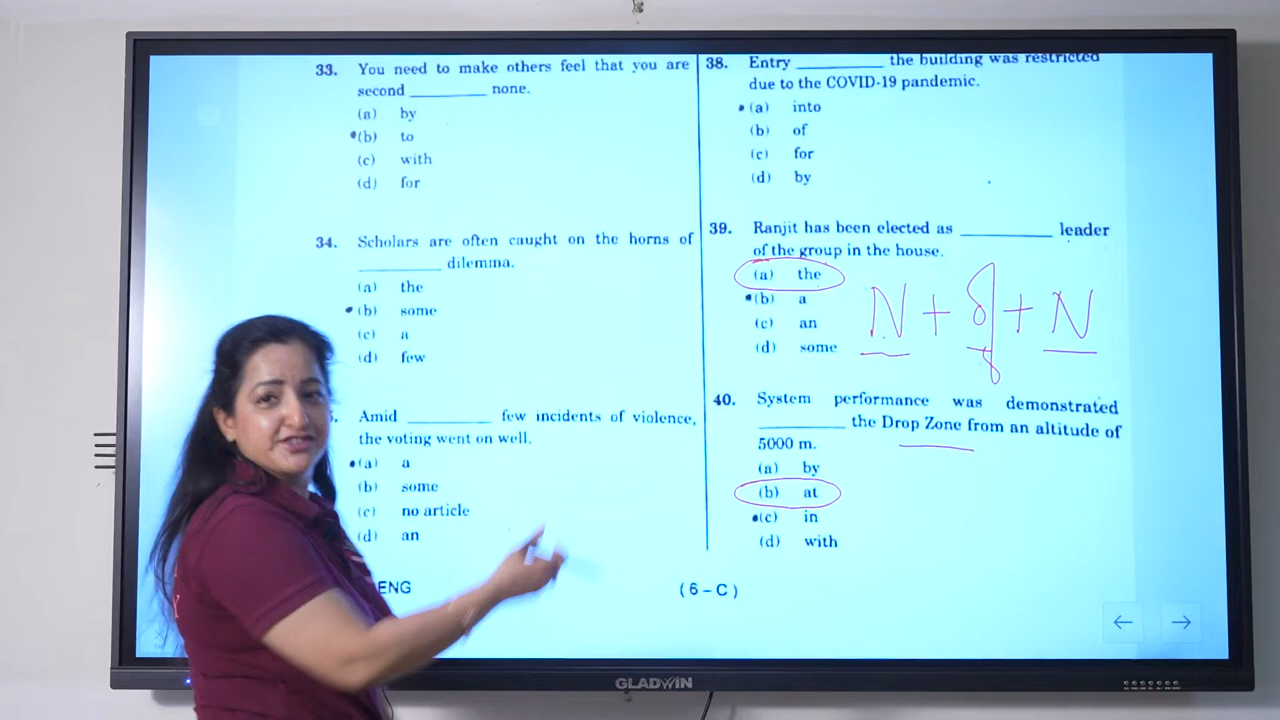 33. You need to make others feel that you are
second ________ none.
(a) by
(b) to
(c) with
(d) for
34. Scholars are often caught on the horns of
________ dilemma.
(a) the
(b) some
(c) a
(d) few
Amid ________ few incidents of violence,
the voting went on well.
(a) a
(b) some
(c) no article
(d) an
38. Entry ________ the building was restricted
due to the COVID-19 pandemic.
(a) into
(b) of
(c) for
(d) by
39. Ranjit has been elected as ________ leader
of the group in the house.
(a) the
(b) a
(c) an
(d) some
N + of + N
40. System performance was demonstrated
________ the Drop Zone from an altitude of
5000 m.
(a) by
(b) at
(c) in
(d) with
ENG
(6 – C)
GLADWIN